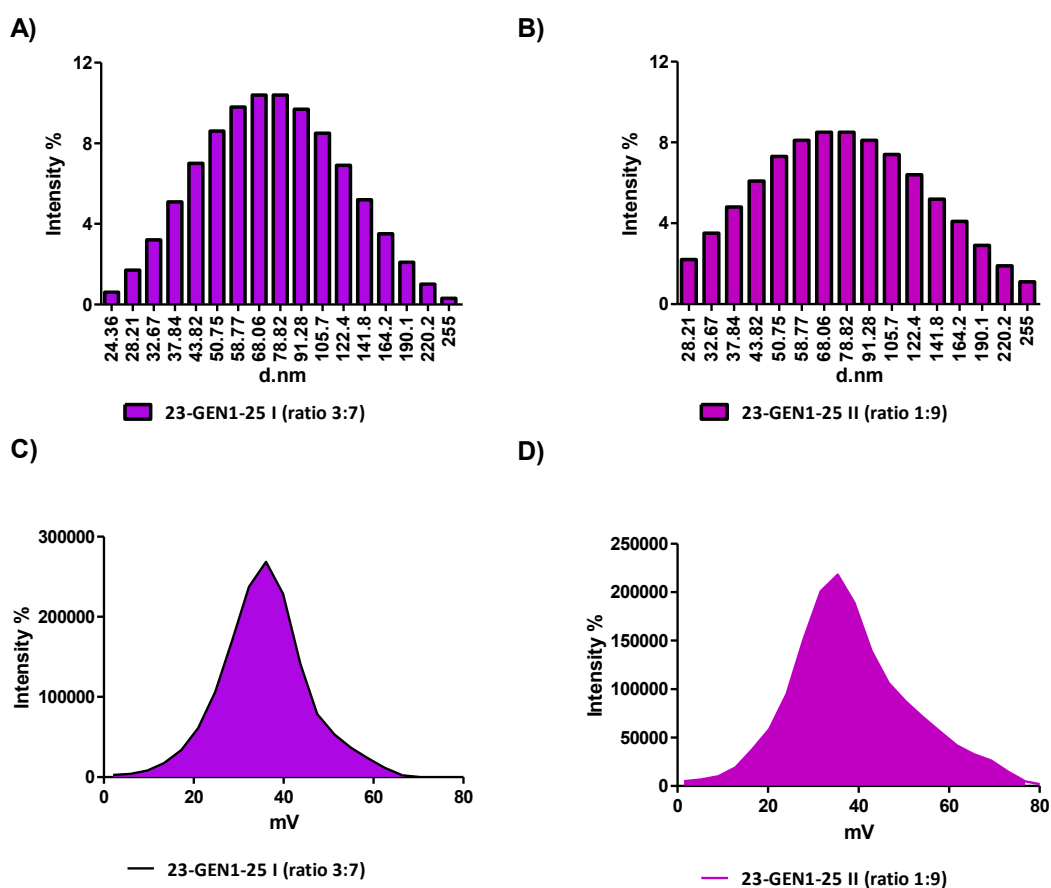 A)
B)
12
8
4
0
Intensity %
24.36
28.21
32.67
37.84
43.82
50.75
58.77
68.06
78.82
91.28
105.7
122.4
141.8
164.2
190.1
220.2
255
d.nm
23-GEN1-25 I (ratio 3:7)
12
8
4
0
Intensity %
28.21
32.67
37.84
43.82
50.75
58.77
68.06
78.82
91.28
105.7
122.4
141.8
164.2
190.1
220.2
255
d.nm
23-GEN1-25 II (ratio 1:9)
C)
D)
300000
200000
100000
0
Intensity %
0 20 40 60 80
mV
23-GEN1-25 I (ratio 3:7)
250000
200000
150000
100000
50000
0
Intensity %
0 20 40 60 80
mV
23-GEN1-25 II (ratio 1:9)